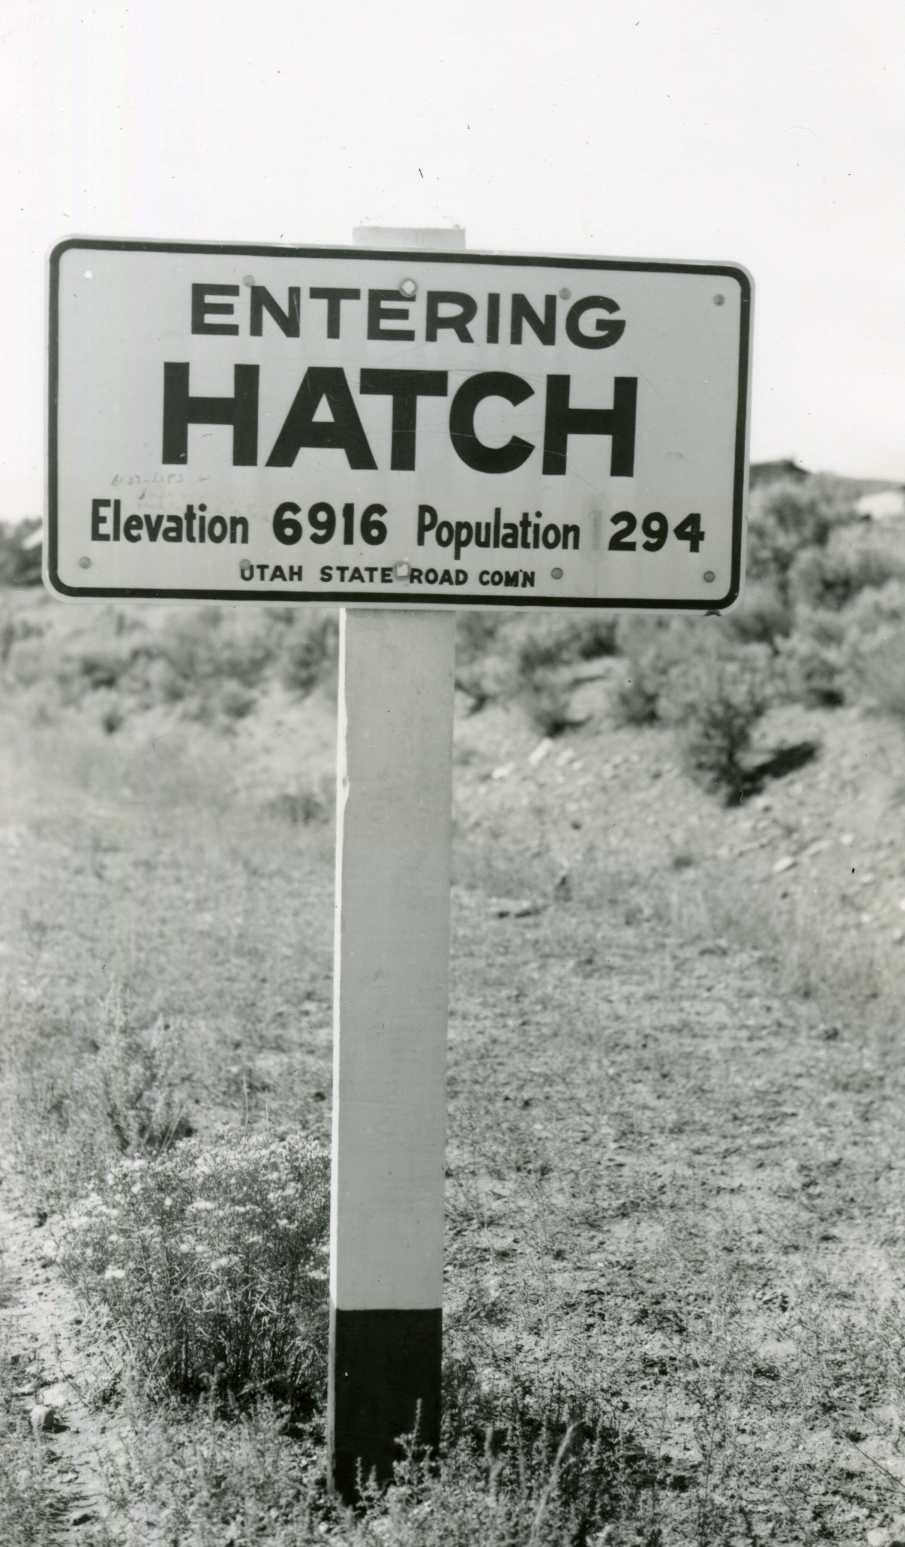 ENTERING
HATCH
Elevation 6916 Population 294
UTAH STATE ROAD COM'N